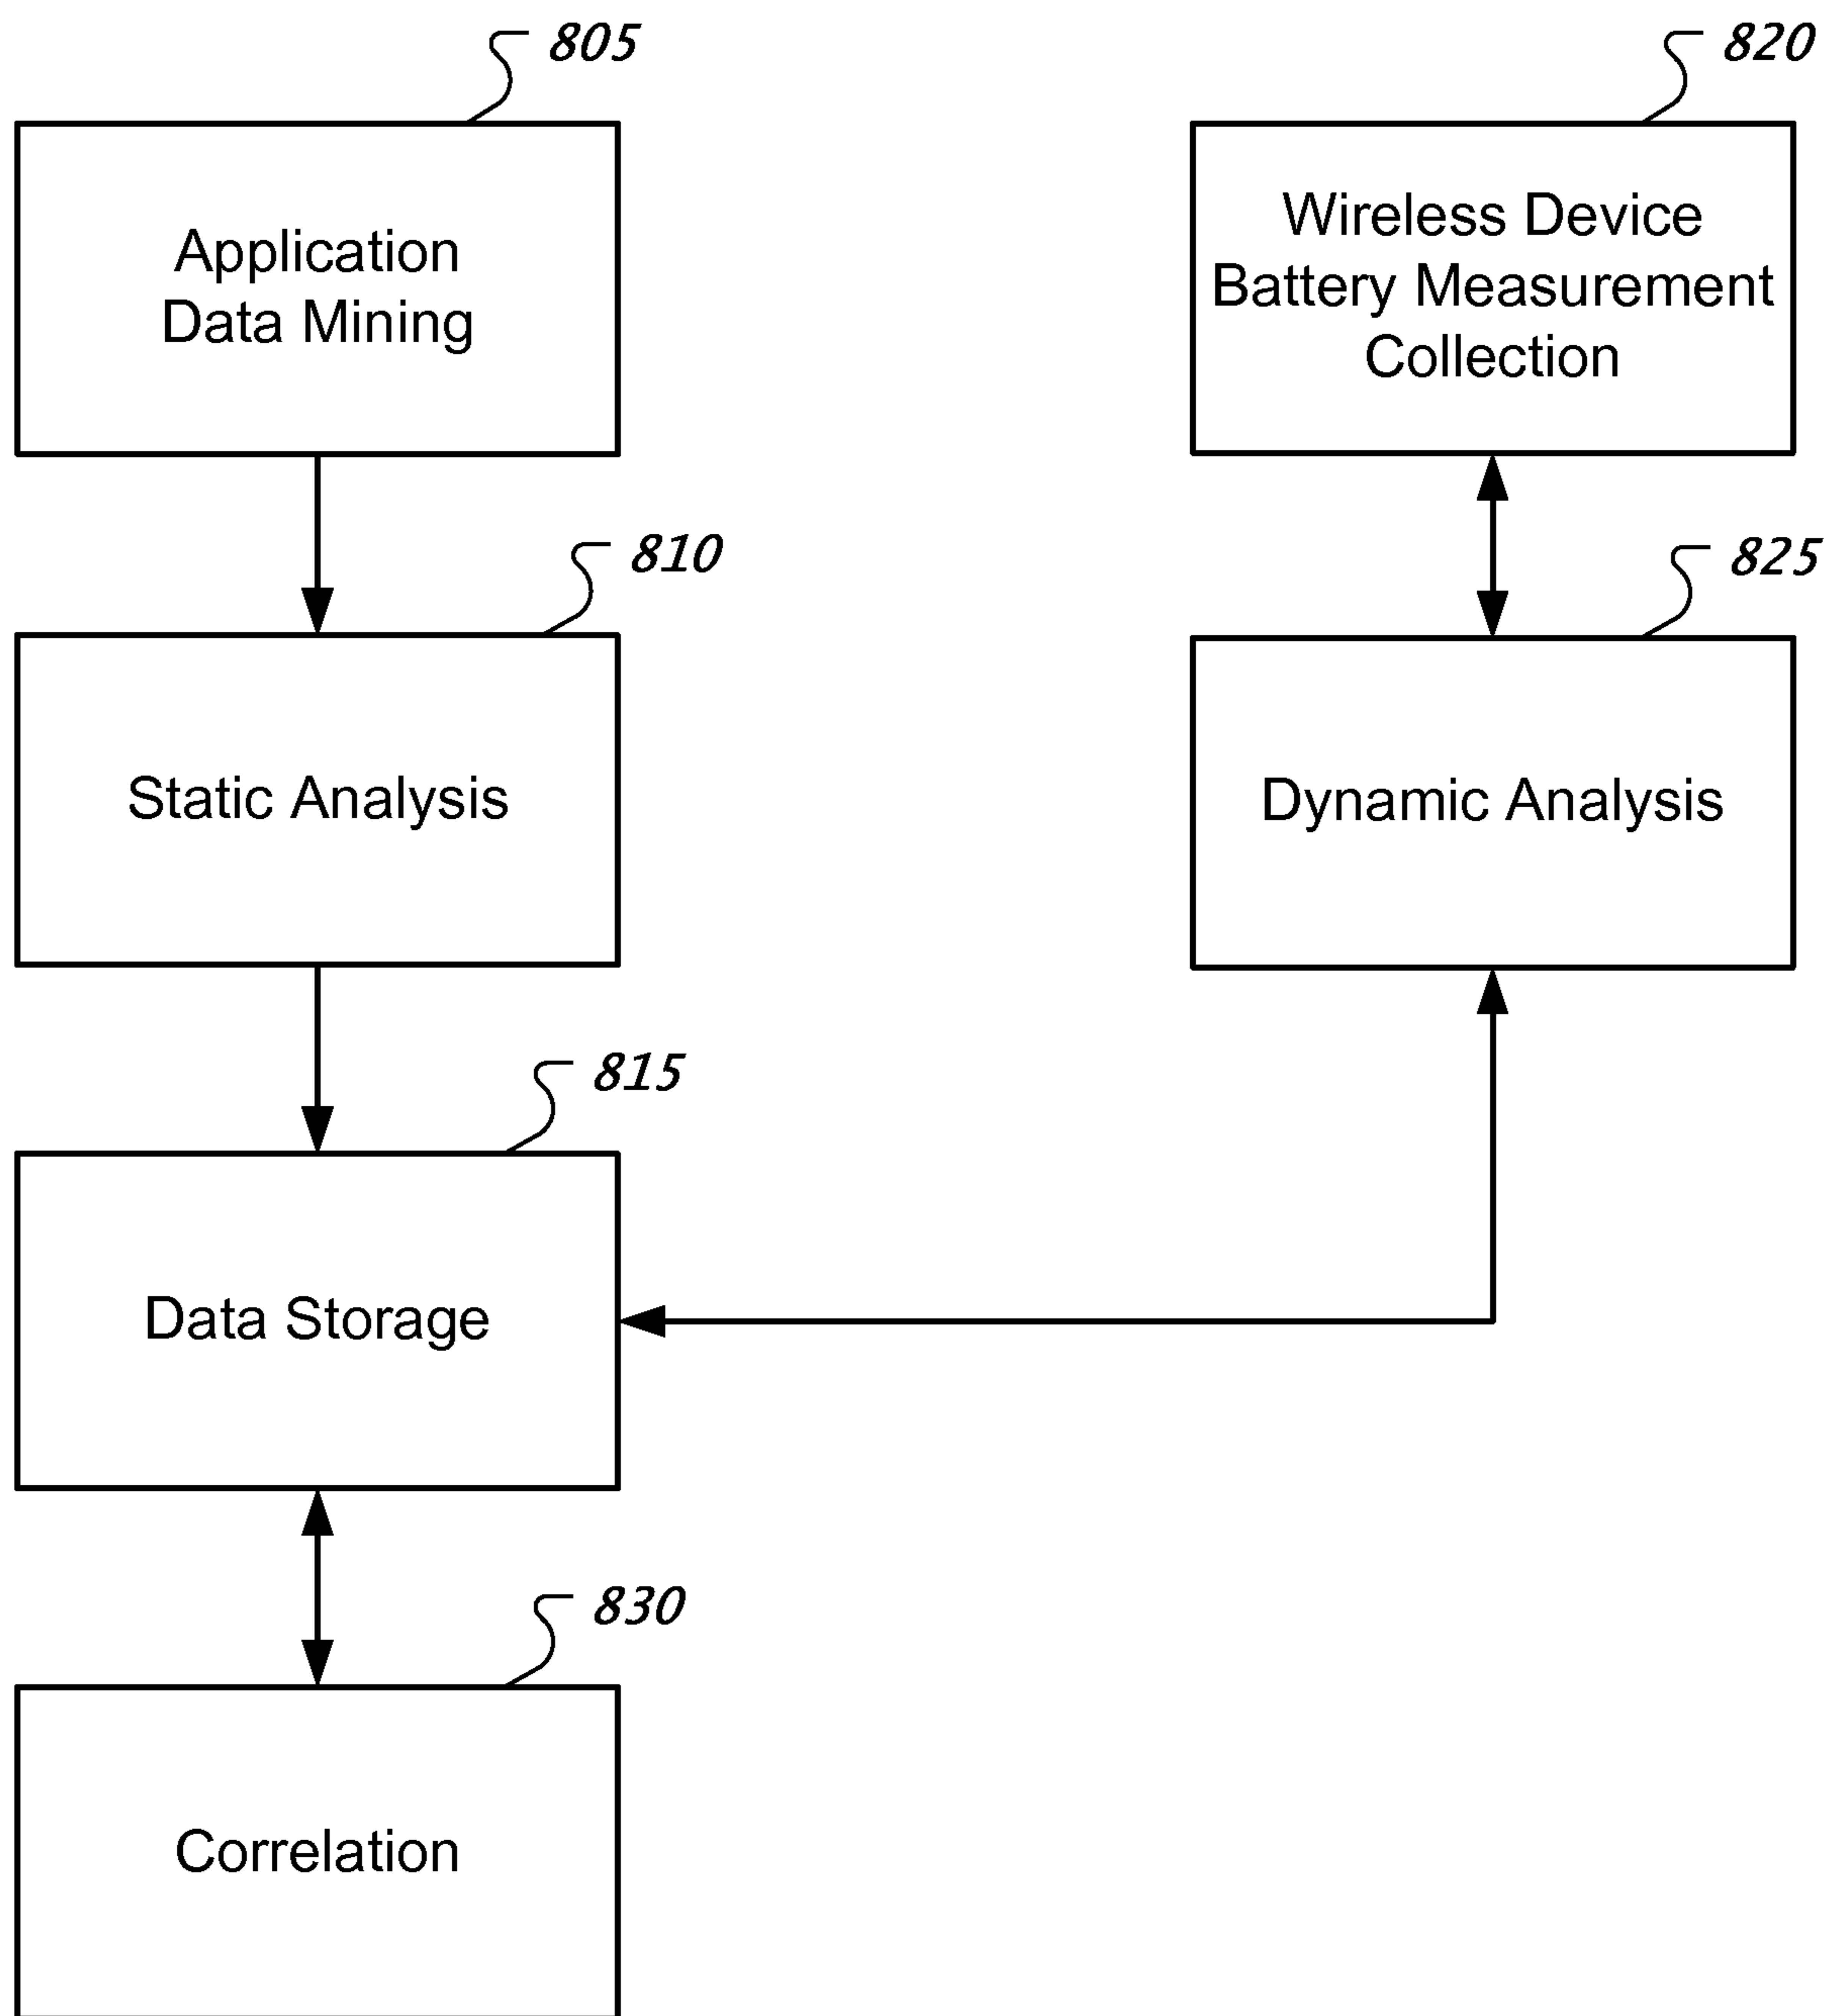 805
Application
Data Mining
810
Static Analysis
815
Data Storage
830
Correlation
820
Wireless Device
Battery Measurement
Collection
825
Dynamic Analysis